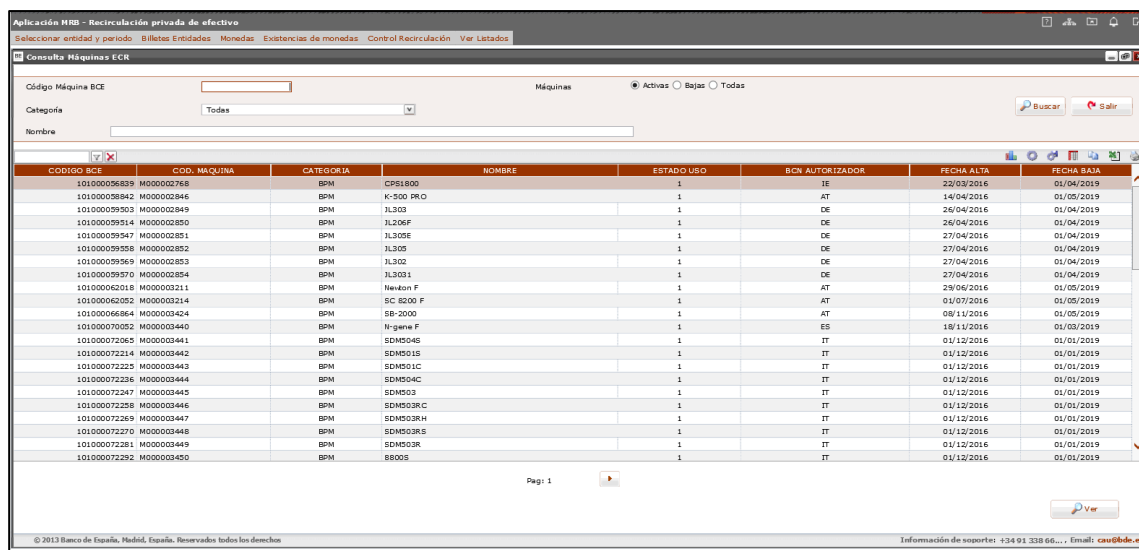 Aplicación MRB - Recirculación privada de efectivo
Seleccionar entidad y periodo Billetes Entidades Monedas Existencias de monedas Control Recirculación Ver Listados
BE Consulta Máquinas ECR
Código Máquina BCE Máquinas Activas Bajas Todas
Categoría Todas Buscar Salir
Nombre
CODIGO BCE COD. MAQUINA CATEGORIA NOMBRE ESTADO USO BCN AUTORIZADOR FECHA ALTA FECHA BAJA
101000056839 M000002768 BPM CPS1800 1 IE 22/03/2016 01/04/2019
101000058842 M000002846 BPM K-500 PRO 1 AT 14/04/2016 01/05/2019
101000059503 M000002849 BPM JL303 1 DE 26/04/2016 01/04/2019
101000059514 M000002850 BPM JL206F 1 DE 26/04/2016 01/04/2019
101000059547 M000002851 BPM JL305E 1 DE 27/04/2016 01/04/2019
101000059558 M000002852 BPM JL305 1 DE 27/04/2016 01/04/2019
101000059569 M000002853 BPM JL302 1 DE 27/04/2016 01/04/2019
101000059570 M000002854 BPM JL3031 1 DE 27/04/2016 01/04/2019
101000062018 M000003211 BPM Newton F 1 AT 29/06/2016 01/05/2019
101000062052 M000003214 BPM SC 8200 F 1 AT 01/07/2016 01/05/2019
101000066864 M000003424 BPM SB-2000 1 AT 08/11/2016 01/05/2019
101000070052 M000003440 BPM N-gene F 1 ES 18/11/2016 01/03/2019
101000072065 M000003441 BPM SDM504S 1 IT 01/12/2016 01/01/2019
101000072214 M000003442 BPM SDM501S 1 IT 01/12/2016 01/01/2019
101000072225 M000003443 BPM SDM501C 1 IT 01/12/2016 01/01/2019
101000072236 M000003444 BPM SDM504C 1 IT 01/12/2016 01/01/2019
101000072247 M000003445 BPM SDM503 1 IT 01/12/2016 01/01/2019
101000072258 M000003446 BPM SDM503RC 1 IT 01/12/2016 01/01/2019
101000072269 M000003447 BPM SDM503RH 1 IT 01/12/2016 01/01/2019
101000072270 M000003448 BPM SDM503RS 1 IT 01/12/2016 01/01/2019
101000072281 M000003449 BPM SDM503R 1 IT 01/12/2016 01/01/2019
101000072292 M000003450 BPM 8800S 1 IT 01/12/2016 01/01/2019
Pag: 1
Ver
© 2013 Banco de España, Madrid, España. Reservados todos los derechos Información de soporte: +34 91 338 66..., Email: cau@bde.e